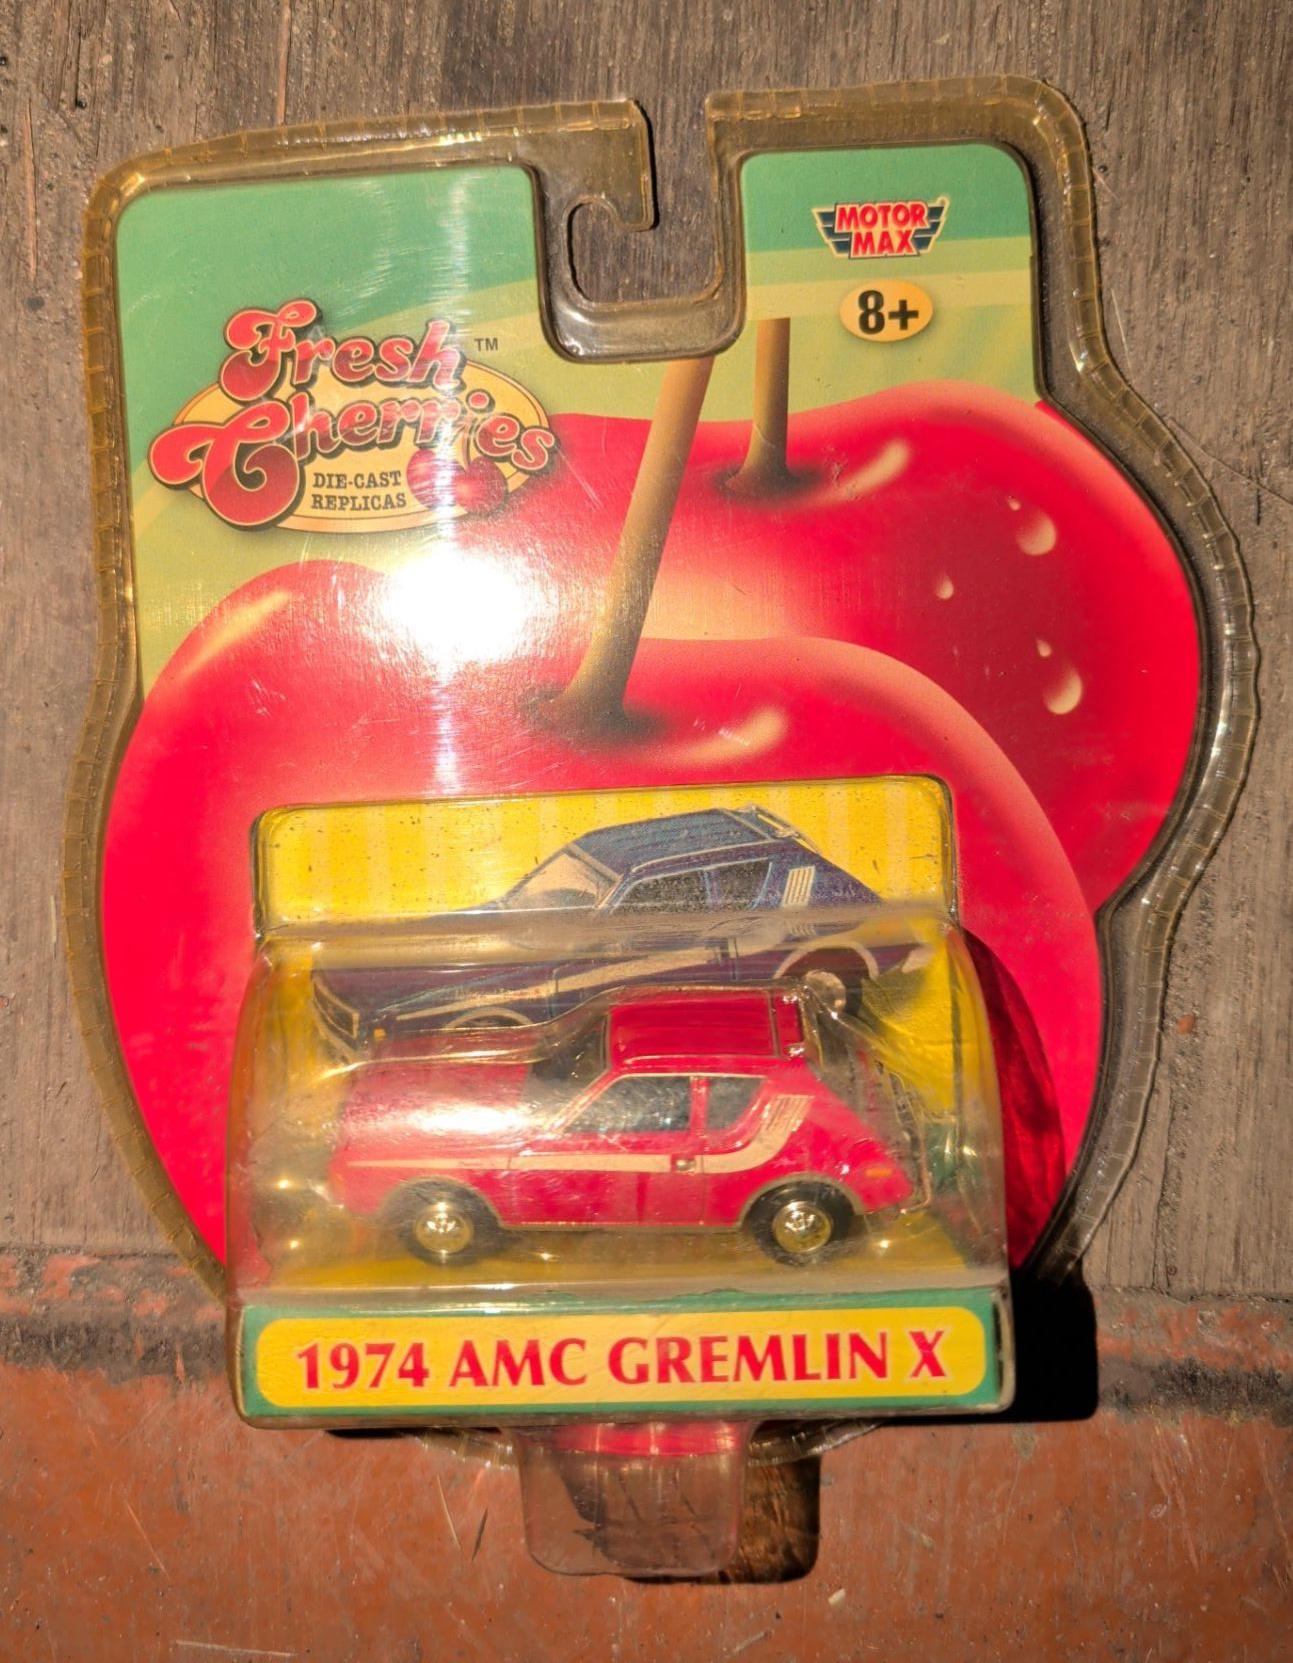 MOTOR
MAX
8+
Fresh ™
Cherries
DIE-CAST
REPLICAS
1974 AMC GREMLIN X